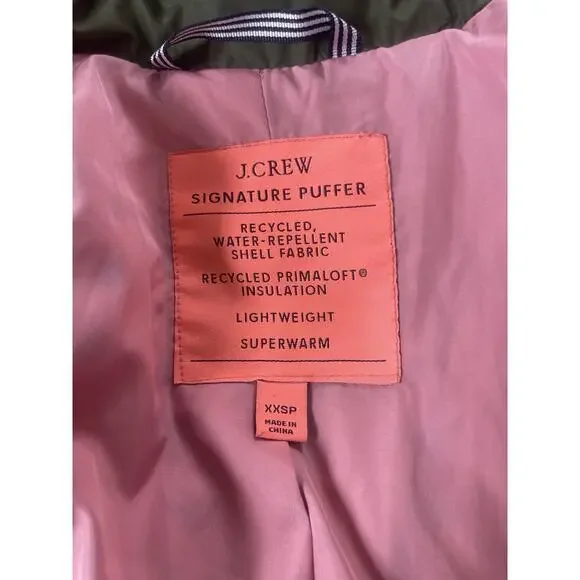 J.CREW
SIGNATURE PUFFER
RECYCLED,
WATER-REPELLENT
SHELL FABRIC
RECYCLED PRIMALOFT®
INSULATION
LIGHTWEIGHT
SUPERWARM
XXSP
MADE IN
CHINA